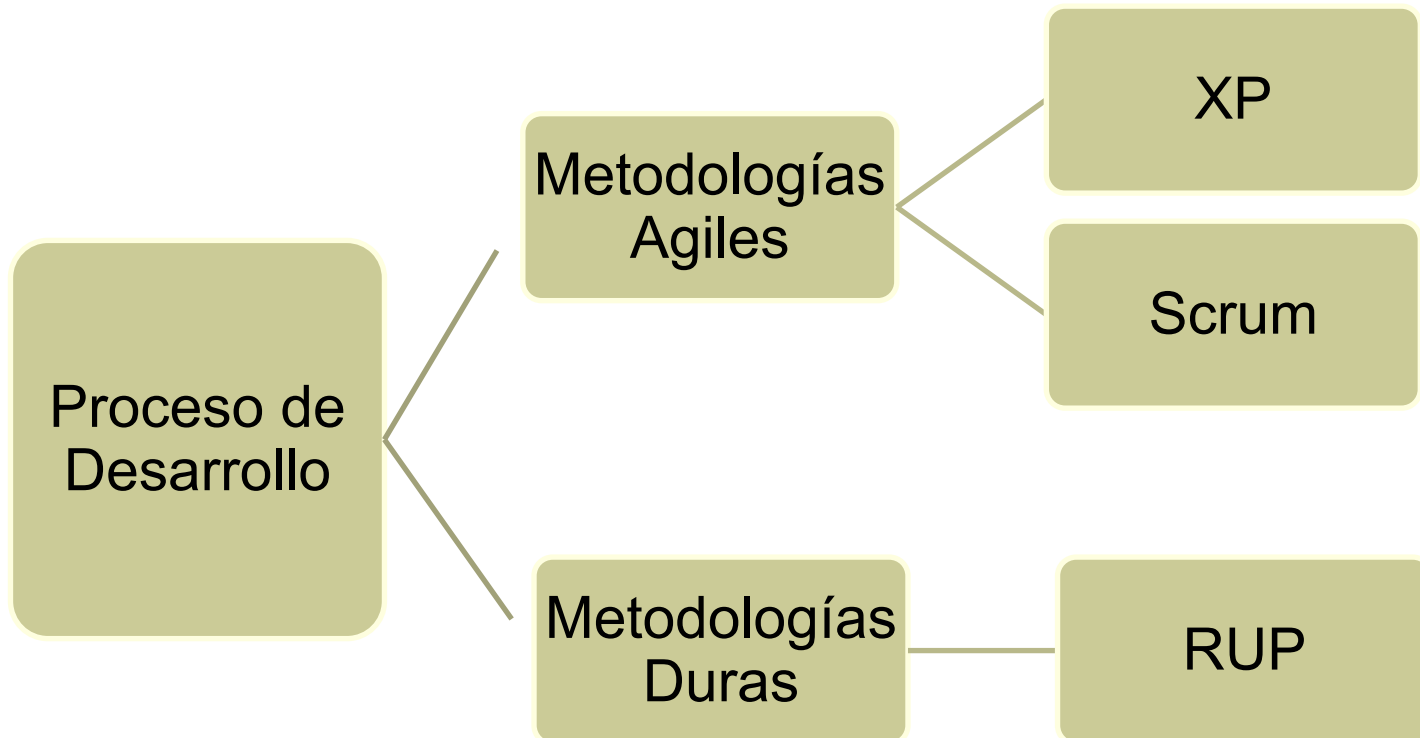 Proceso de
Desarrollo
Metodologías
Agiles
XP
Scrum
Metodologías
Duras
RUP